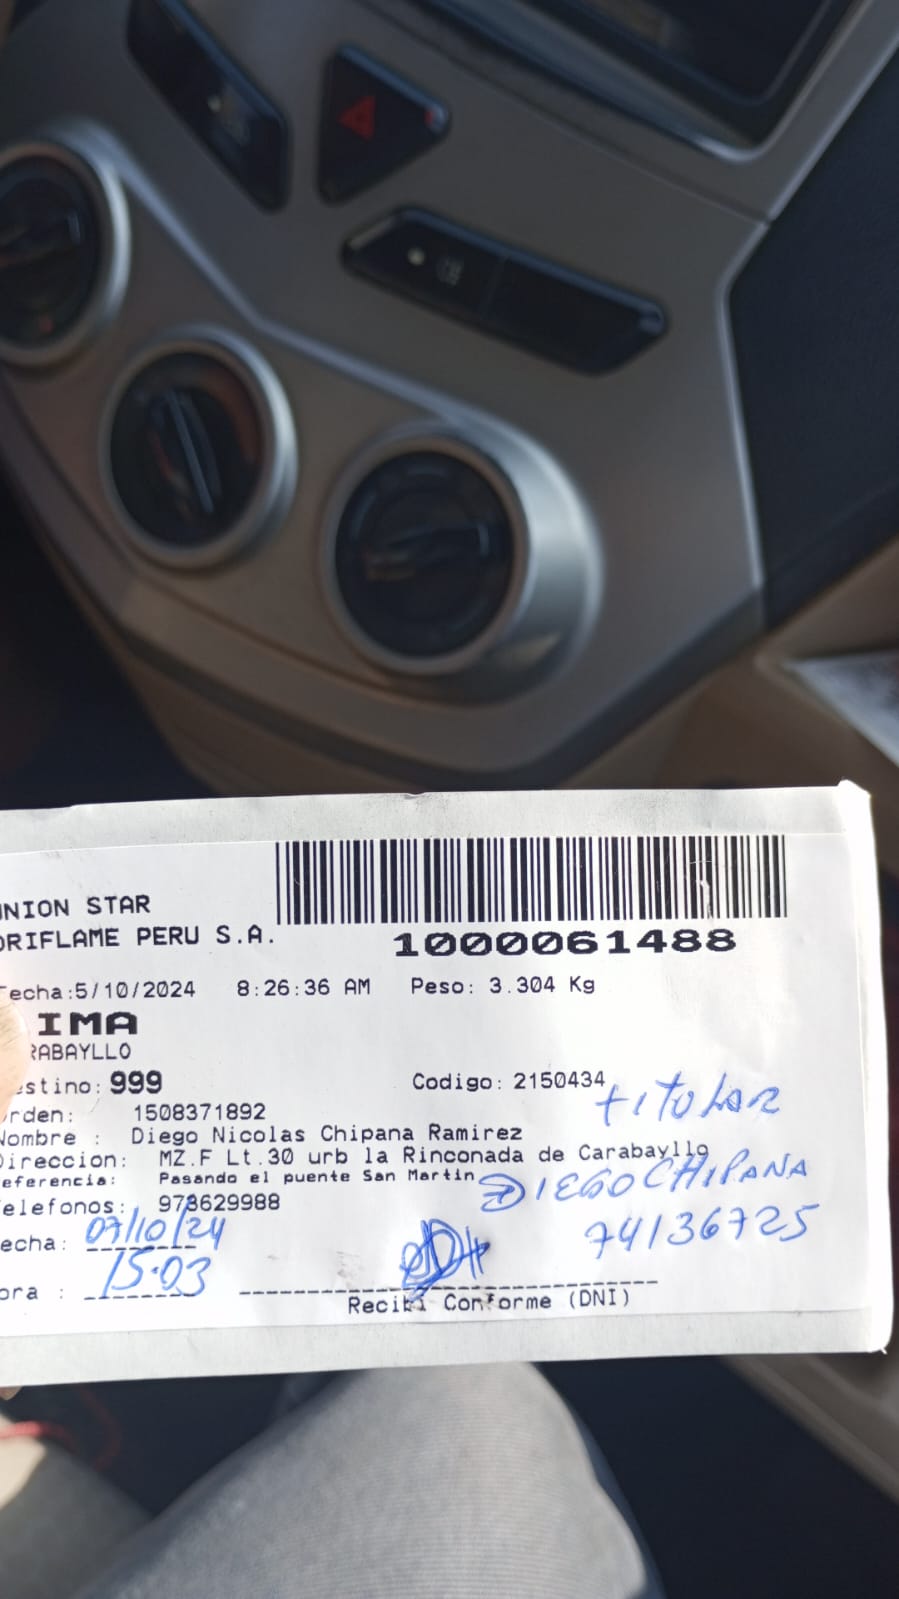 NION STAR
ORIFLAME PERU S.A.
1000061488
Fecha:5/10/2024 8:26:36 AM Peso: 3.304 Kg
IMA
RABAYLLO
estino: 999 Codigo: 2150434
rden: 1508371892
titular
Nombre : Diego Nicolas Chipana Ramirez
Direccion: MZ.F Lt.30 urb la Rinconada de Carabayllo
eferencia: Pasando el puente San Martin
DIEGO CHIPANA
elefonos: 978629988
echa: 07/10/24
74136725
ora : 15:03
Recibi Conforme (DNI)